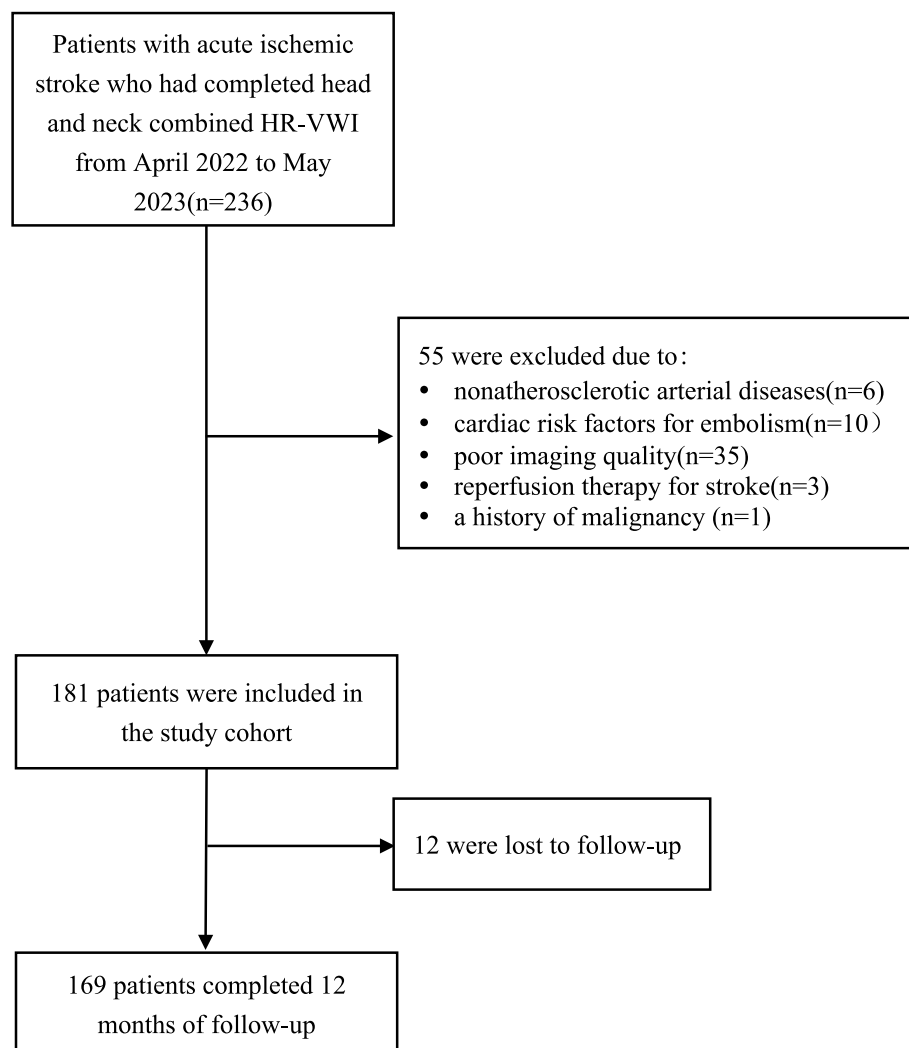 Patients with acute ischemic
stroke who had completed head
and neck combined HR-VWI
from April 2022 to May
2023(n=236)
55 were excluded due to:
• nonatherosclerotic arterial diseases(n=6)
• cardiac risk factors for embolism(n=10）
• poor imaging quality(n=35)
• reperfusion therapy for stroke(n=3)
• a history of malignancy (n=1)
181 patients were included in
the study cohort
12 were lost to follow-up
169 patients completed 12
months of follow-up